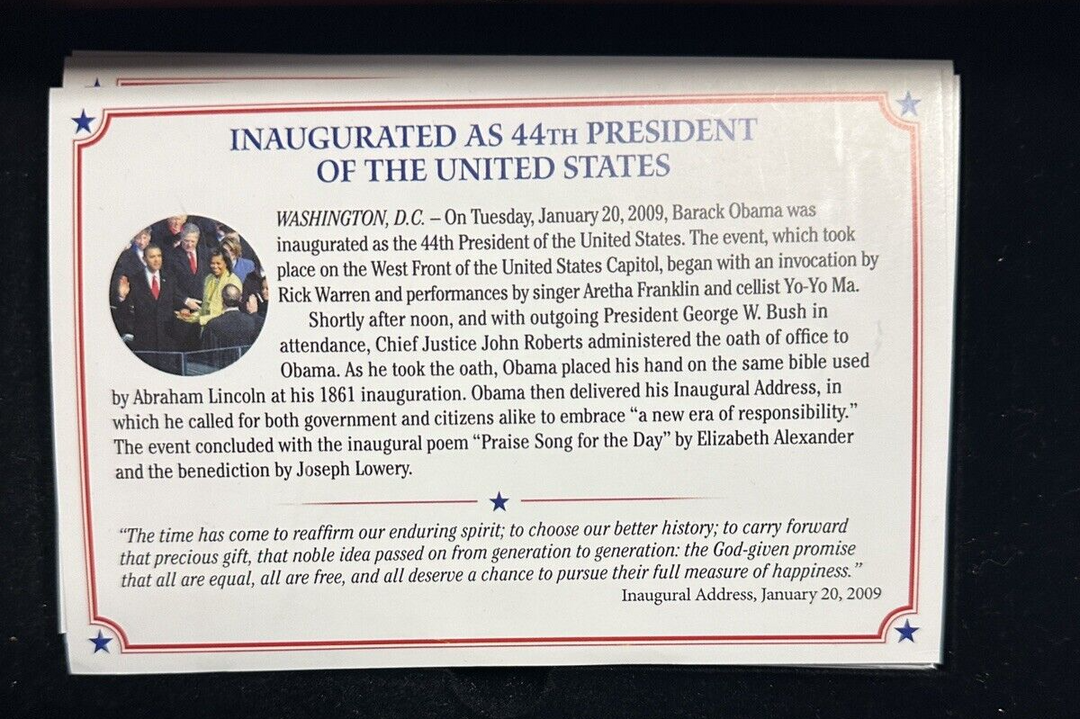 INAUGURATED AS 44TH PRESIDENT
OF THE UNITED STATES
WASHINGTON, D.C. – On Tuesday, January 20, 2009, Barack Obama was
inaugurated as the 44th President of the United States. The event, which took
place on the West Front of the United States Capitol, began with an invocation by
Rick Warren and performances by singer Aretha Franklin and cellist Yo-Yo Ma.
Shortly after noon, and with outgoing President George W. Bush in
attendance, Chief Justice John Roberts administered the oath of office to
Obama. As he took the oath, Obama placed his hand on the same bible used
by Abraham Lincoln at his 1861 inauguration. Obama then delivered his Inaugural Address, in
which he called for both government and citizens alike to embrace “a new era of responsibility.”
The event concluded with the inaugural poem “Praise Song for the Day” by Elizabeth Alexander
and the benediction by Joseph Lowery.
“The time has come to reaffirm our enduring spirit; to choose our better history; to carry forward
that precious gift, that noble idea passed on from generation to generation: the God-given promise
that all are equal, all are free, and all deserve a chance to pursue their full measure of happiness.”
Inaugural Address, January 20, 2009